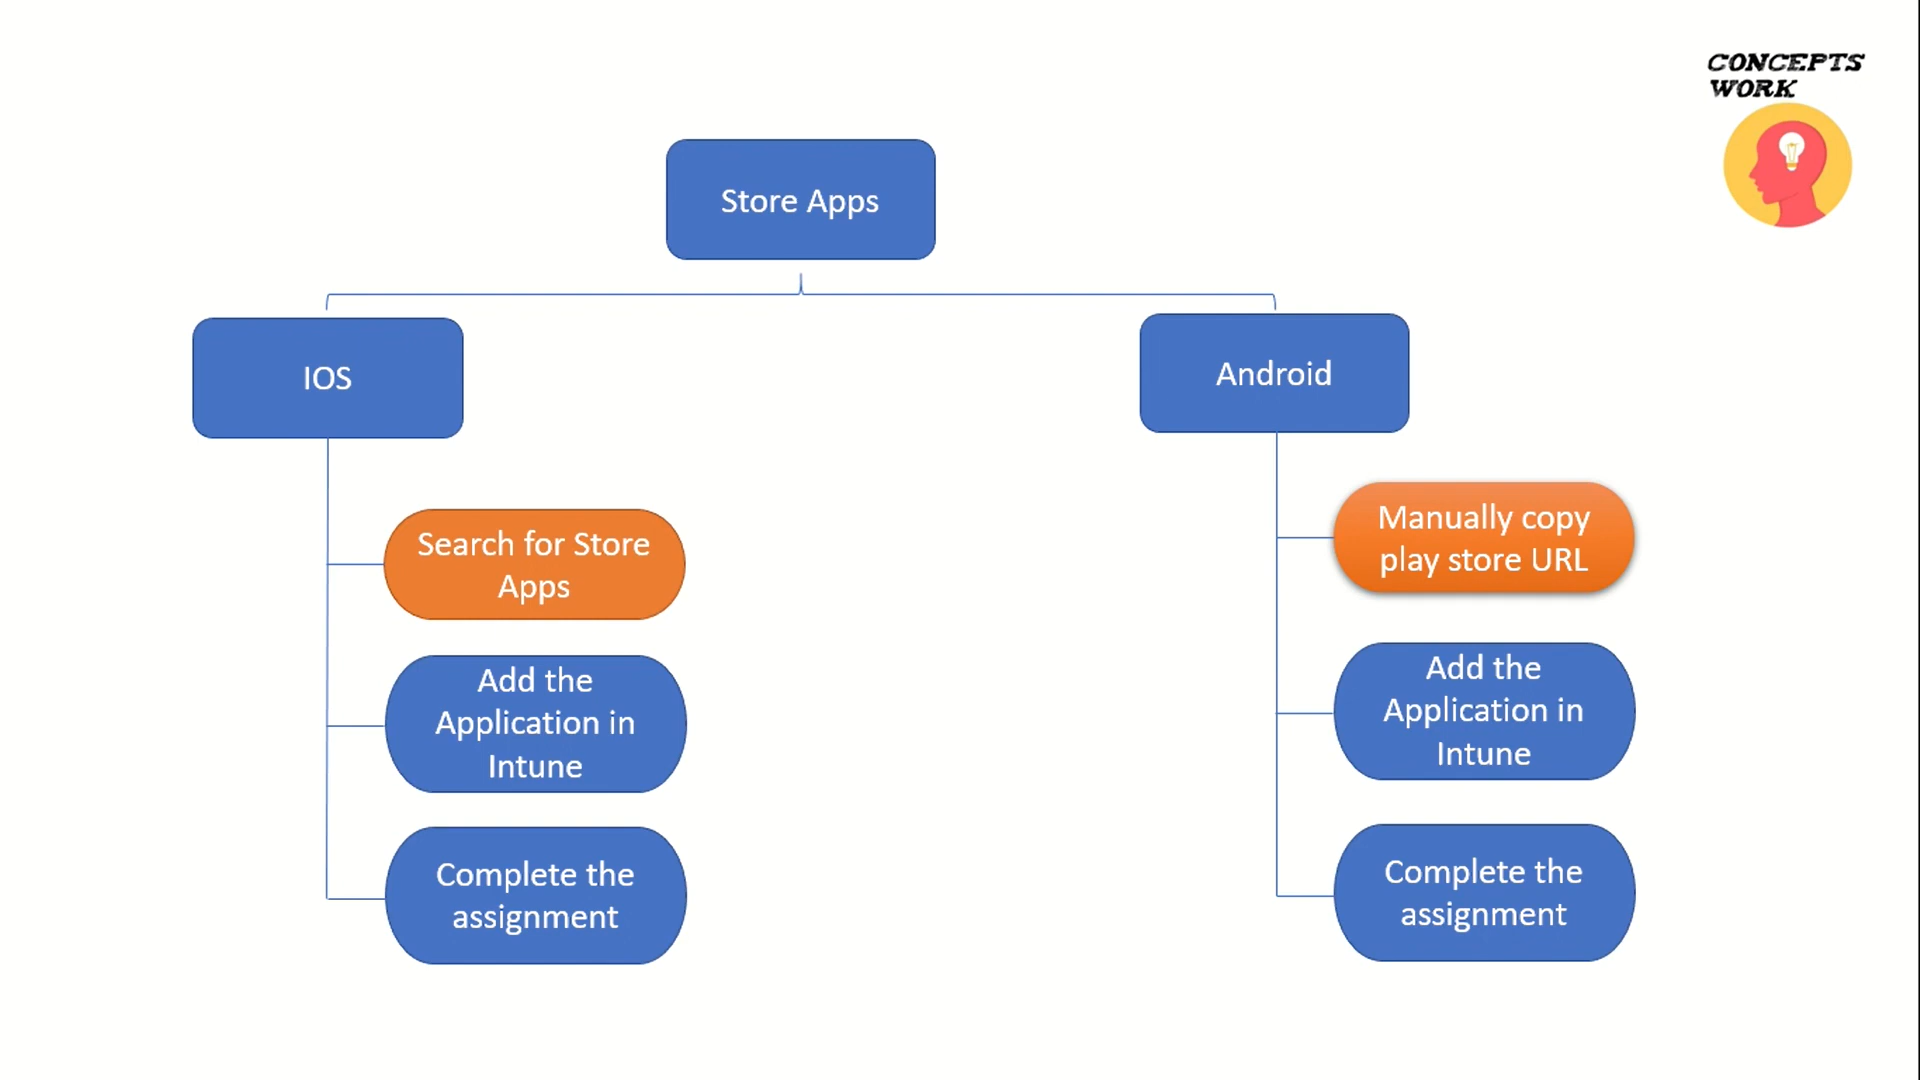 CONCEPTS
WORK
Store Apps
IOS
Android
Search for Store
Apps
Add the
Application in
Intune
Complete the
assignment
Manually copy
play store URL
Add the
Application in
Intune
Complete the
assignment